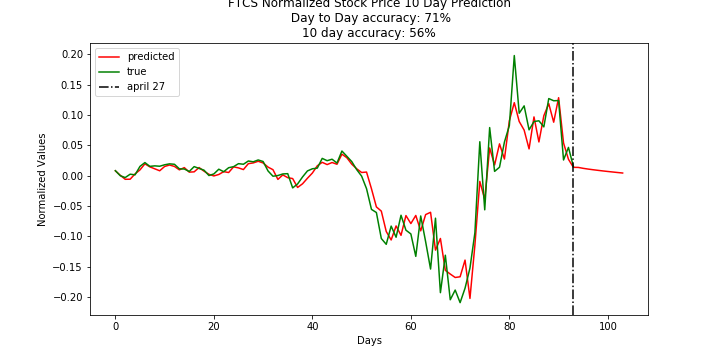 FTCS Normalized Stock Price 10 Day Prediction
Day to Day accuracy: 71%
10 day accuracy: 56%
predicted
true
april 27
Normalized Values
0.20
0.15
0.10
0.05
0.00
−0.05
−0.10
−0.15
−0.20
0
20
40
60
80
100
Days